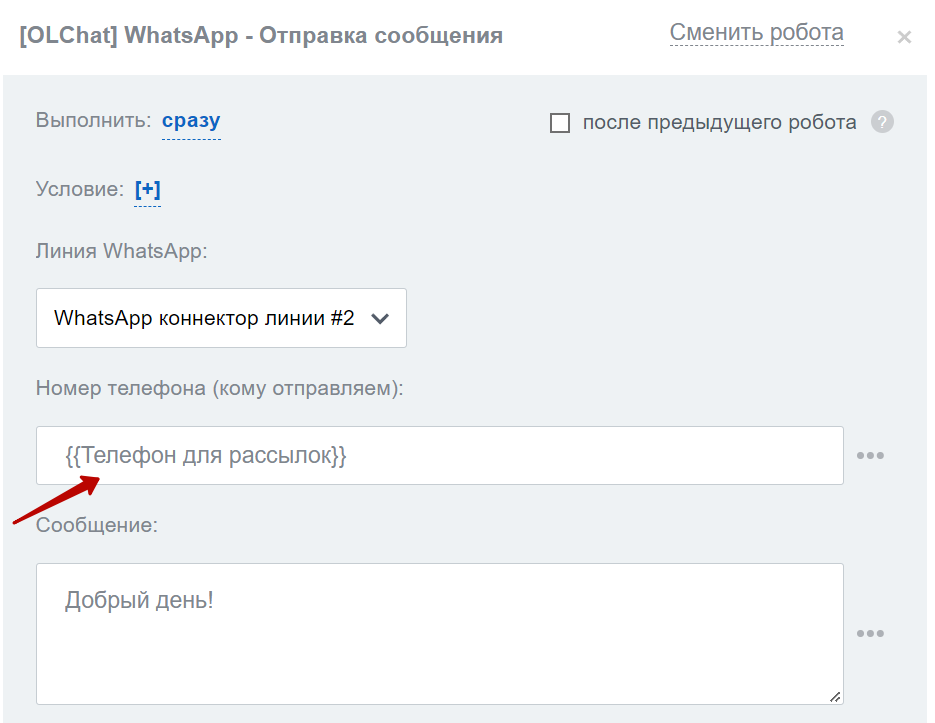 [OLChat] WhatsApp - Отправка сообщения
Сменить робота
×
Выполнить: сразу
после предыдущего робота ?
Условие: [+]
Линия WhatsApp:
WhatsApp коннектор линии #2
Номер телефона (кому отправляем):
{{Телефон для рассылок}}
Сообщение:
Добрый день!